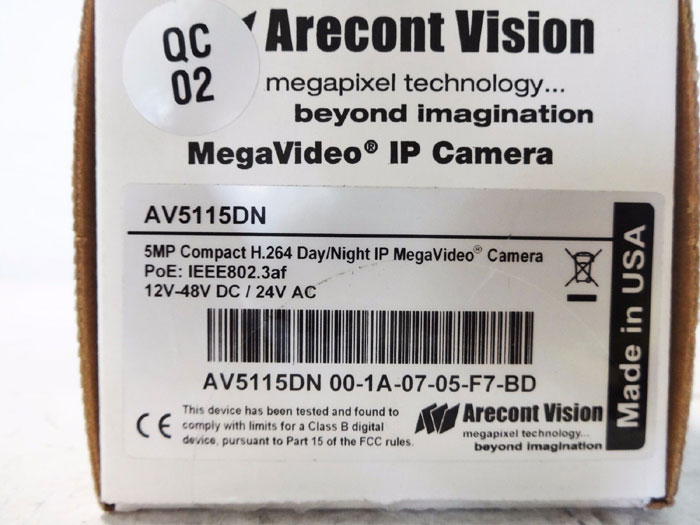 QC
02
Arecont Vision
megapixel technology...
beyond imagination
MegaVideo® IP Camera
AV5115DN
5MP Compact H.264 Day/Night IP MegaVideo® Camera
PoE: IEEE802.3af
12V-48V DC / 24V AC
AV5115DN 00-1A-07-05-F7-BD
Made in USA
CE
This device has been tested and found to
comply with limits for a Class B digital
device, pursuant to Part 15 of the FCC rules.
Arecont Vision
megapixel technology...
beyond imagination